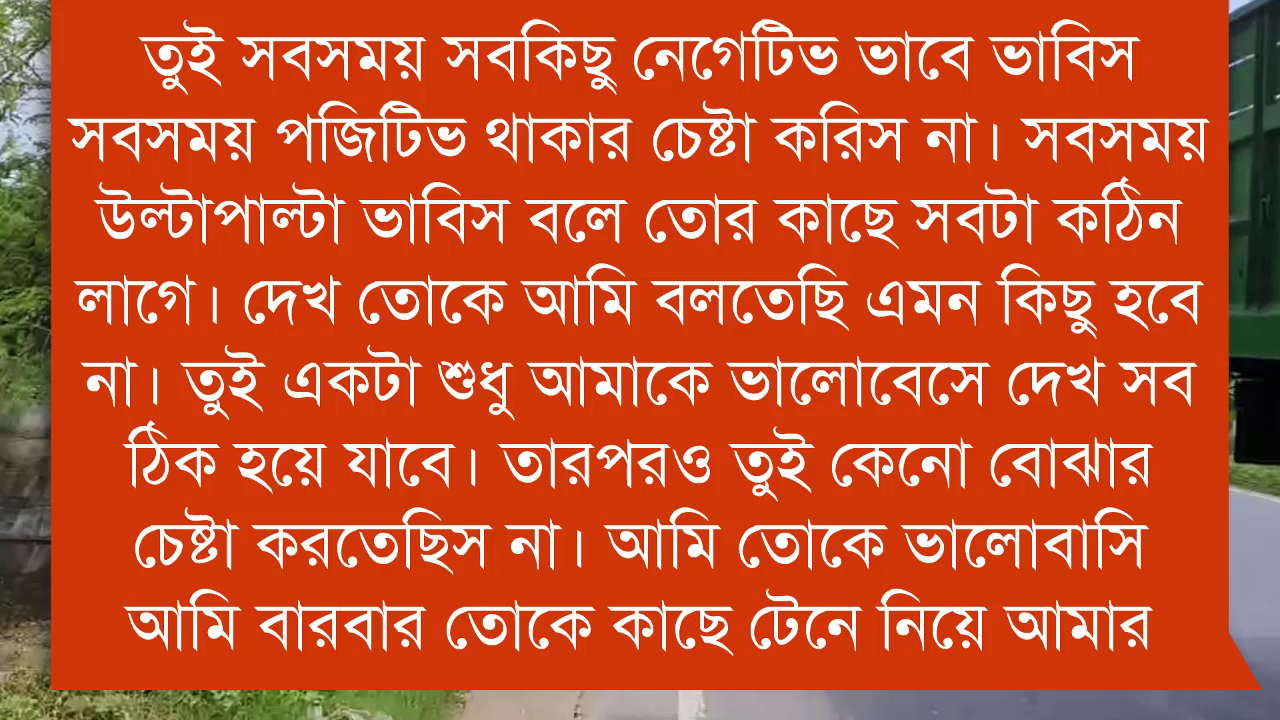 তুই সবসময় সবকিছু নেগেটিভ ভাবে ভাবিস
সবসময় পজিটিভ থাকার চেষ্টা করিস না। সবসময়
উল্টাপাল্টা ভাবিস বলে তোর কাছে সবটা কঠিন
লাগে। দেখ তোকে আমি বলতেছি এমন কিছু হবে
না। তুই একটা শুধু আমাকে ভালোবেসে দেখ সব
ঠিক হয়ে যাবে। তারপরও তুই কেনো বোঝার
চেষ্টা করতেছিস না। আমি তোকে ভালোবাসি
আমি বারবার তোকে কাছে টেনে নিয়ে আমার